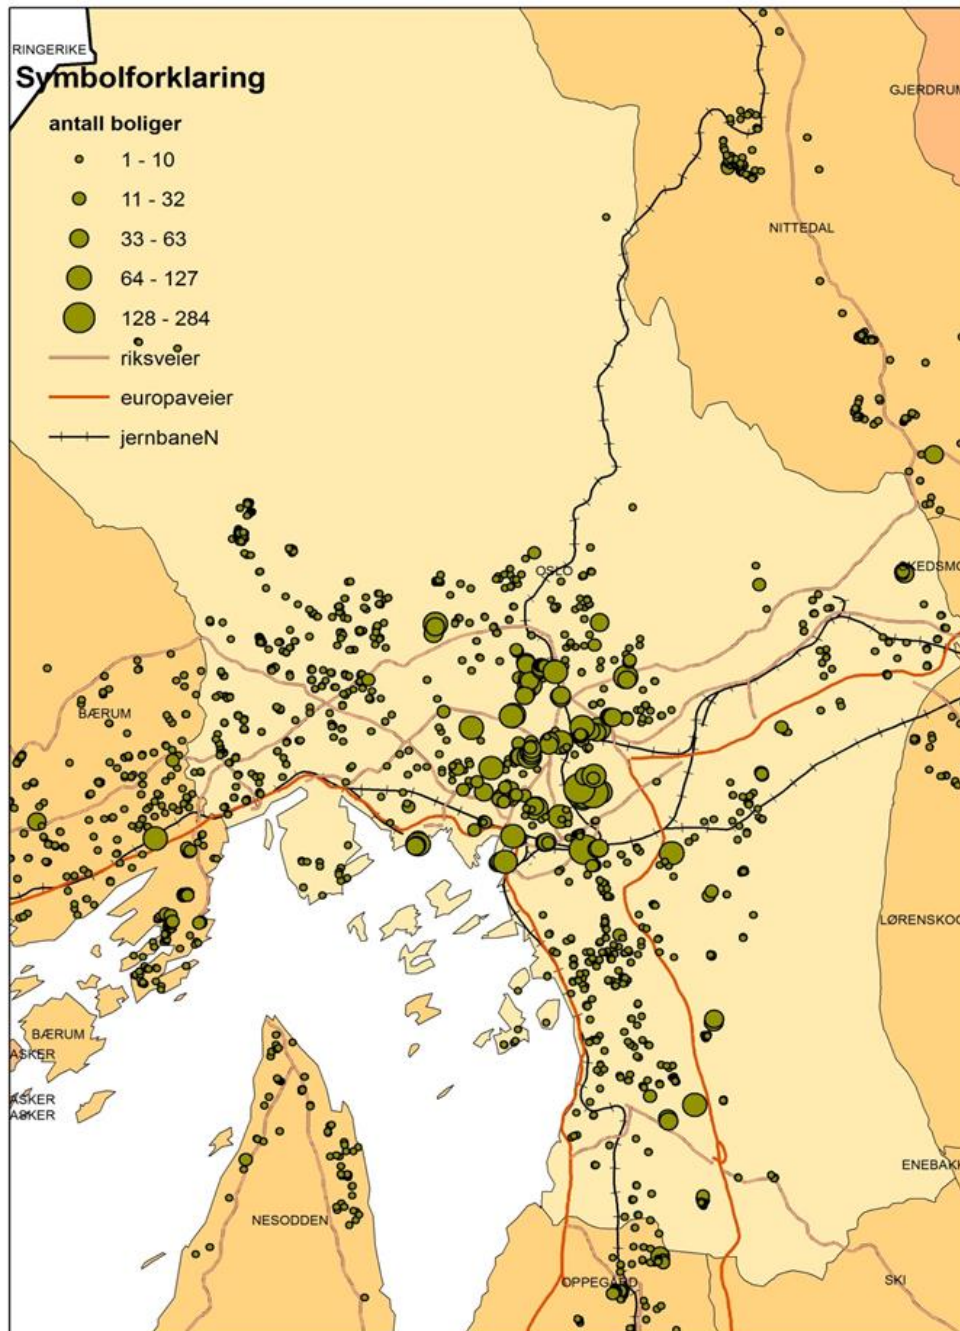 RINGERIKE
Symbolforklaring
GJERDRUM
antall boliger
1 - 10
11 - 32
33 - 63
NITTEDAL
64 - 127
128 - 284
riksveier
europaveier
jernbaneN
OSLO
KEDSMO
BÆRUM
LØRENSKOG
BÆRUM
ASKER
ASKER
ASKER
ENEBAKK
NESODDEN
OPPEGÅRD
SKI